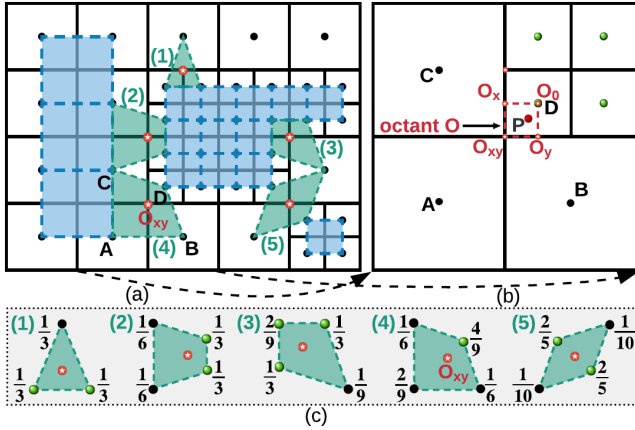 (1)
(2)
(3)
C
D
O_xy
A
(4)
B
(5)
(a)
C
O_x
O_0
D
octant O
P
O_xy
O_y
A
B
(b)
(1) 1/3 1/3 1/3
(2) 1/6 1/3 1/6 1/3
(3) 2/9 1/3 1/3 1/9
(4) 1/6 4/9 2/9 1/6 O_xy
(5) 2/5 1/10 1/10 2/5
(c)